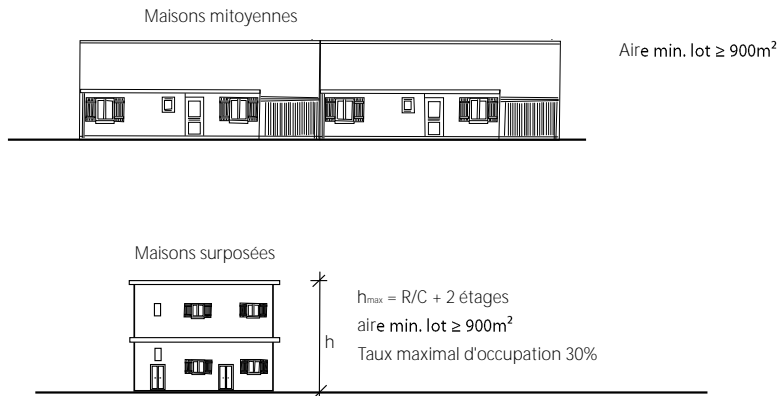 Maisons mitoyennes
Aire min. lot ≥ 900m²
Maisons surposées
hmax = R/C + 2 étages
aire min. lot ≥ 900m²
h
Taux maximal d'occupation 30%